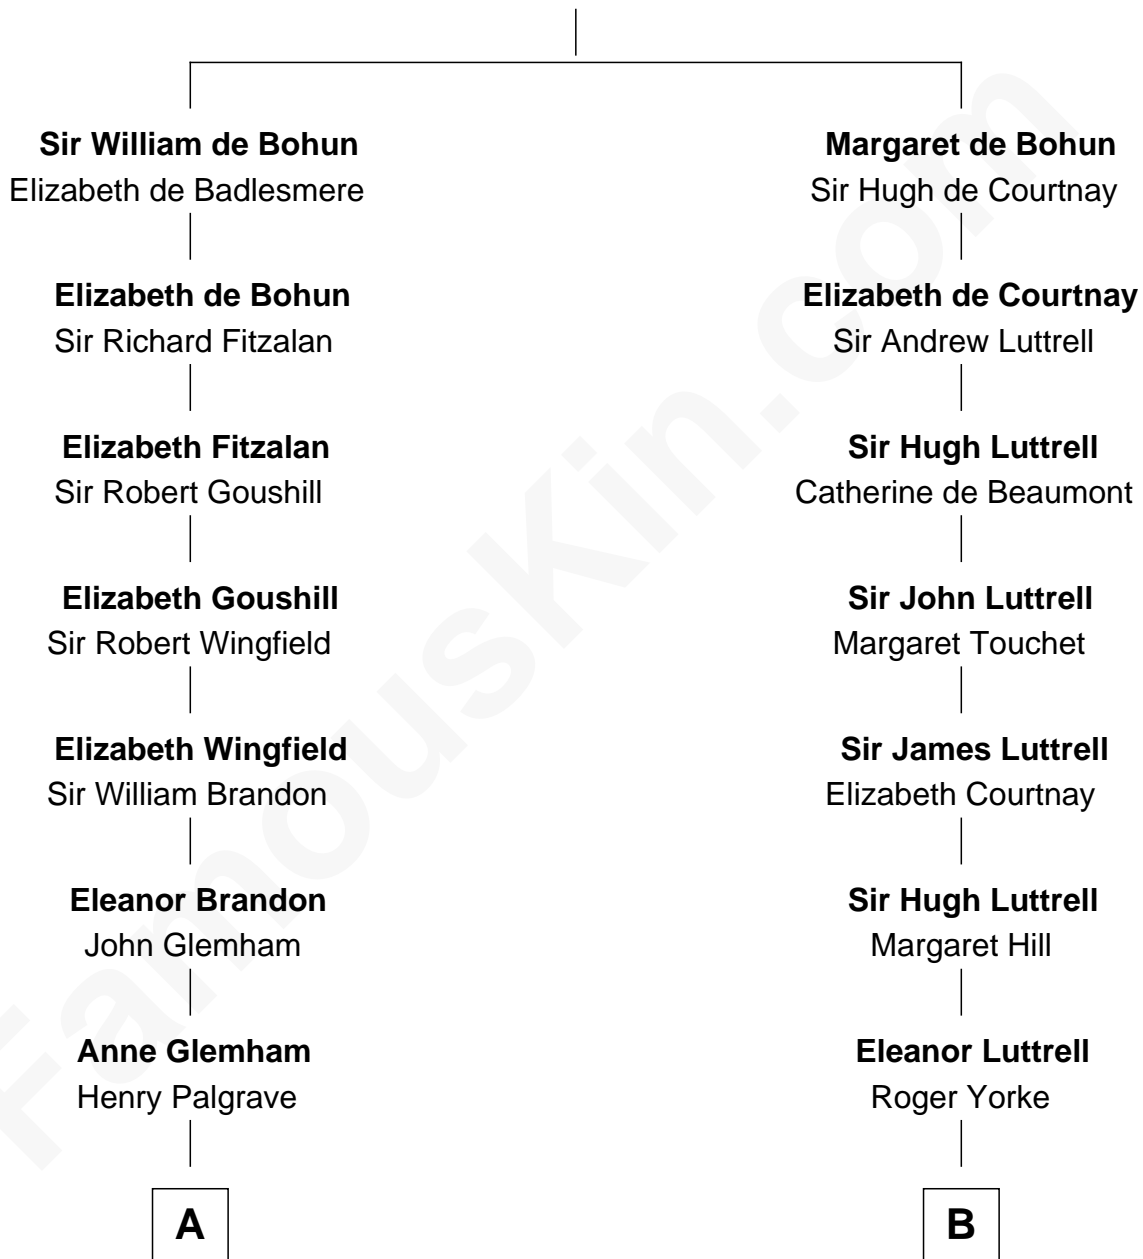 Sir William de Bohun
Elizabeth de Badlesmere
Elizabeth de Bohun
Sir Richard Fitzalan
Elizabeth Fitzalan
Sir Robert Goushill
Elizabeth Goushill
Sir Robert Wingfield
Elizabeth Wingfield
Sir William Brandon
Eleanor Brandon
John Glemham
Anne Glemham
Henry Palgrave
A
Margaret de Bohun
Sir Hugh de Courtnay
Elizabeth de Courtnay
Sir Andrew Luttrell
Sir Hugh Luttrell
Catherine de Beaumont
Sir John Luttrell
Margaret Touchet
Sir James Luttrell
Elizabeth Courtnay
Sir Hugh Luttrell
Margaret Hill
Eleanor Luttrell
Roger Yorke
B
FamousKin.com